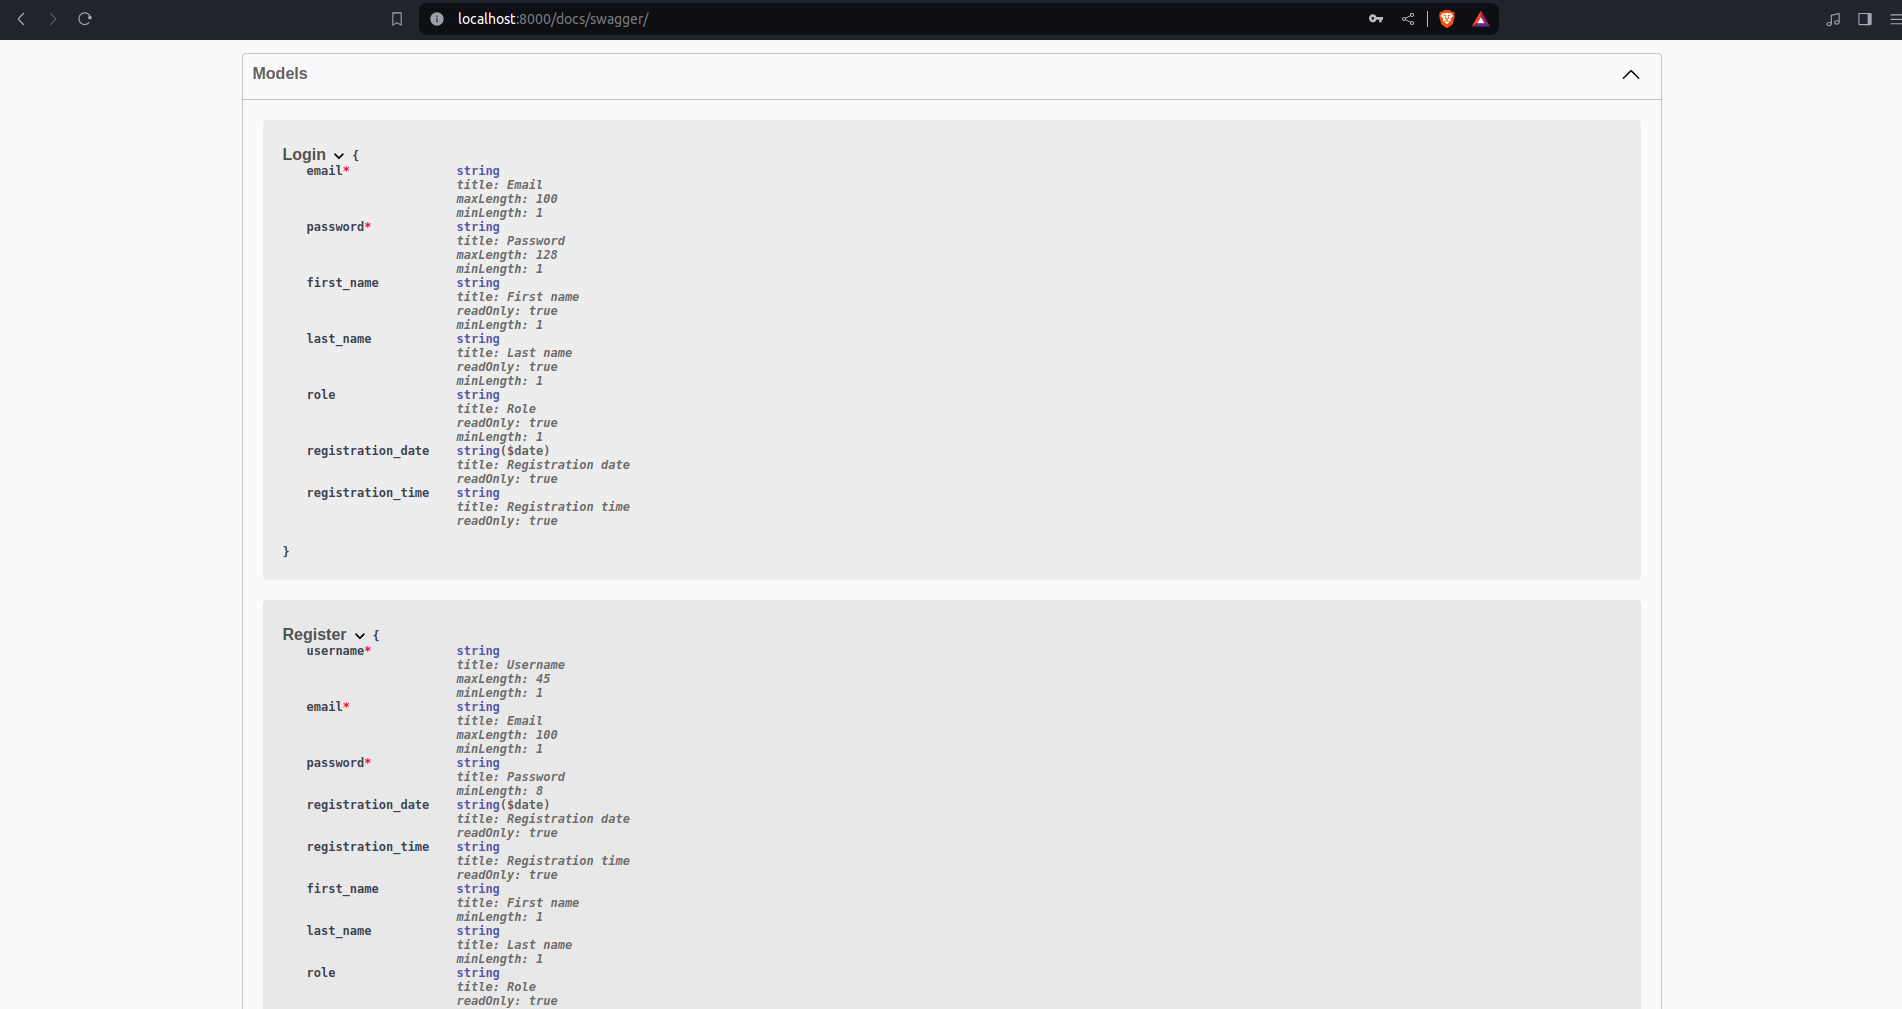 localhost:8000/docs/swagger/
Models
Login {
email* string
title: Email
maxLength: 100
minLength: 1
password* string
title: Password
maxLength: 128
minLength: 1
first_name string
title: First name
readOnly: true
minLength: 1
last_name string
title: Last name
readOnly: true
minLength: 1
role string
title: Role
readOnly: true
minLength: 1
registration_date string($date)
title: Registration date
readOnly: true
registration_time string
title: Registration time
readOnly: true
}
Register {
username* string
title: Username
maxLength: 45
minLength: 1
email* string
title: Email
maxLength: 100
minLength: 1
password* string
title: Password
minLength: 8
registration_date string($date)
title: Registration date
readOnly: true
registration_time string
title: Registration time
readOnly: true
first_name string
title: First name
minLength: 1
last_name string
title: Last name
minLength: 1
role string
title: Role
readOnly: true